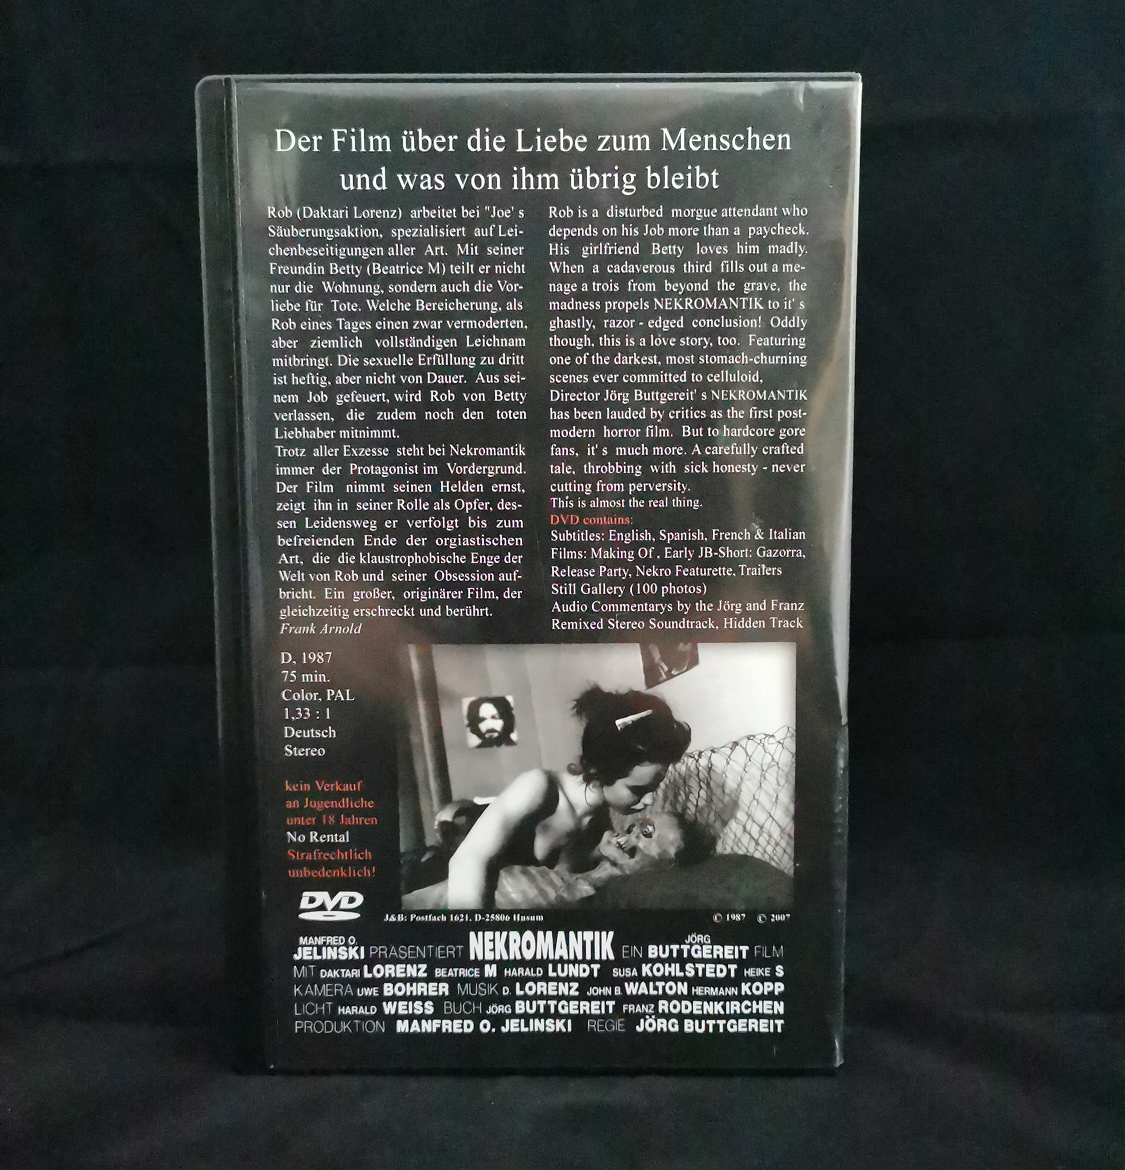 Der Film über die Liebe zum Menschen
und was von ihm übrig bleibt
Rob (Daktari Lorenz) arbeitet bei "Joe' s
Säuberungsaktion, spezialisiert auf Lei-
chenbeseitigungen aller Art. Mit seiner
Freundin Betty (Beatrice M) teilt er nicht
nur die Wohnung, sondern auch die Vor-
liebe für Tote. Welche Bereicherung, als
Rob eines Tages einen zwar vermoderten,
aber ziemlich vollständigen Leichnam
mitbringt. Die sexuelle Erfüllung zu dritt
ist heftig, aber nicht von Dauer. Aus sei-
nem Job gefeuert, wird Rob von Betty
verlassen, die zudem noch den toten
Liebhaber mitnimmt.
Trotz aller Exzesse steht bei Nekromantik
immer der Protagonist im Vordergrund.
Der Film nimmt seinen Helden ernst,
zeigt ihn in seiner Rolle als Opfer, des-
sen Leidensweg er verfolgt bis zum
befreienden Ende der orgiastischen
Art, die die klaustrophobische Enge der
Welt von Rob und seiner Obsession auf-
bricht. Ein großer, originärer Film, der
gleichzeitig erschreckt und berührt.
Frank Arnold
Rob is a disturbed morgue attendant who
depends on his Job more than a paycheck.
His girlfriend Betty loves him madly.
When a cadaverous third fills out a me-
nage a trois from beyond the grave, the
madness propels NEKROMANTIK to it' s
ghastly, razor - edged conclusion! Oddly
though, this is a love story, too. Featuring
one of the darkest, most stomach-churning
scenes ever committed to celluloid.
Director Jörg Buttgereit' s NEKROMANTIK
has been lauded by critics as the first post-
modern horror film. But to hardcore gore
fans, it' s much more. A carefully crafted
tale, throbbing with sick honesty - never
cutting from perversity.
This is almost the real thing.
DVD contains:
Subtitles: English, Spanish, French & Italian
Films: Making Of , Early JB-Short: Gazorra,
Release Party, Nekro Featurette, Trailers
Still Gallery (100 photos)
Audio Commentarys by the Jörg and Franz
Remixed Stereo Soundtrack, Hidden Track
D, 1987
75 min.
Color, PAL
1,33 : 1
Deutsch
Stereo
kein Verkauf
an Jugendliche
unter 18 Jahren
No Rental
Strafrechtlich
unbedenklich!
DVD
J&B: Postfach 1621, D-25806 Husum
© 1987 © 2007
MANFRED O. JELINSKI PRÄSENTIERT NEKROMANTIK EIN JÖRG BUTTGEREIT FILM
MIT DAKTARI LORENZ BEATRICE M HARALD LUNDT SUSA KOHLSTEDT HEIKE S
KAMERA UWE BOHRER MUSIK D. LORENZ JOHN B. WALTON HERMANN KOPP
LICHT HARALD WEISS BUCH JÖRG BUTTGEREIT FRANZ RODENKIRCHEN
PRODUKTION MANFRED O. JELINSKI REGIE JÖRG BUTTGEREIT